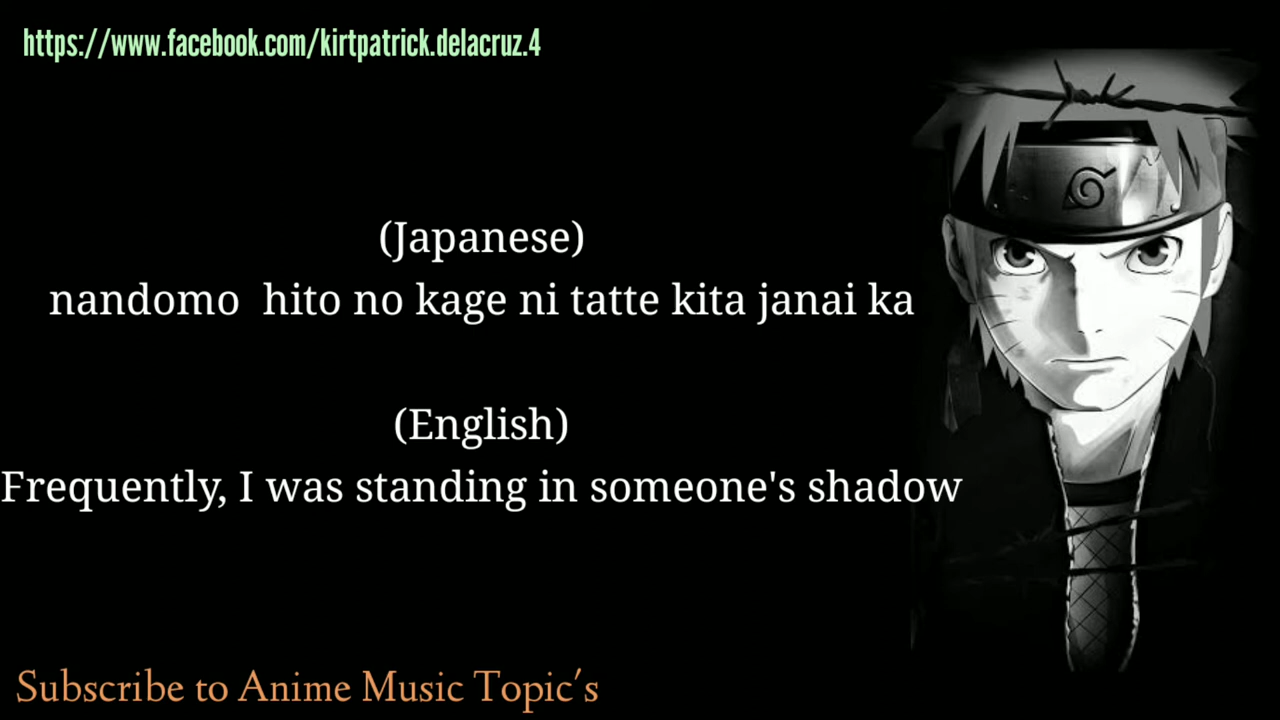 https://www.facebook.com/kirtpatrick.delacruz.4
(Japanese)
nandomo  hito no kage ni tatte kita janai ka
(English)
Frequently, I was standing in someone's shadow
Subscribe to Anime Music Topic's